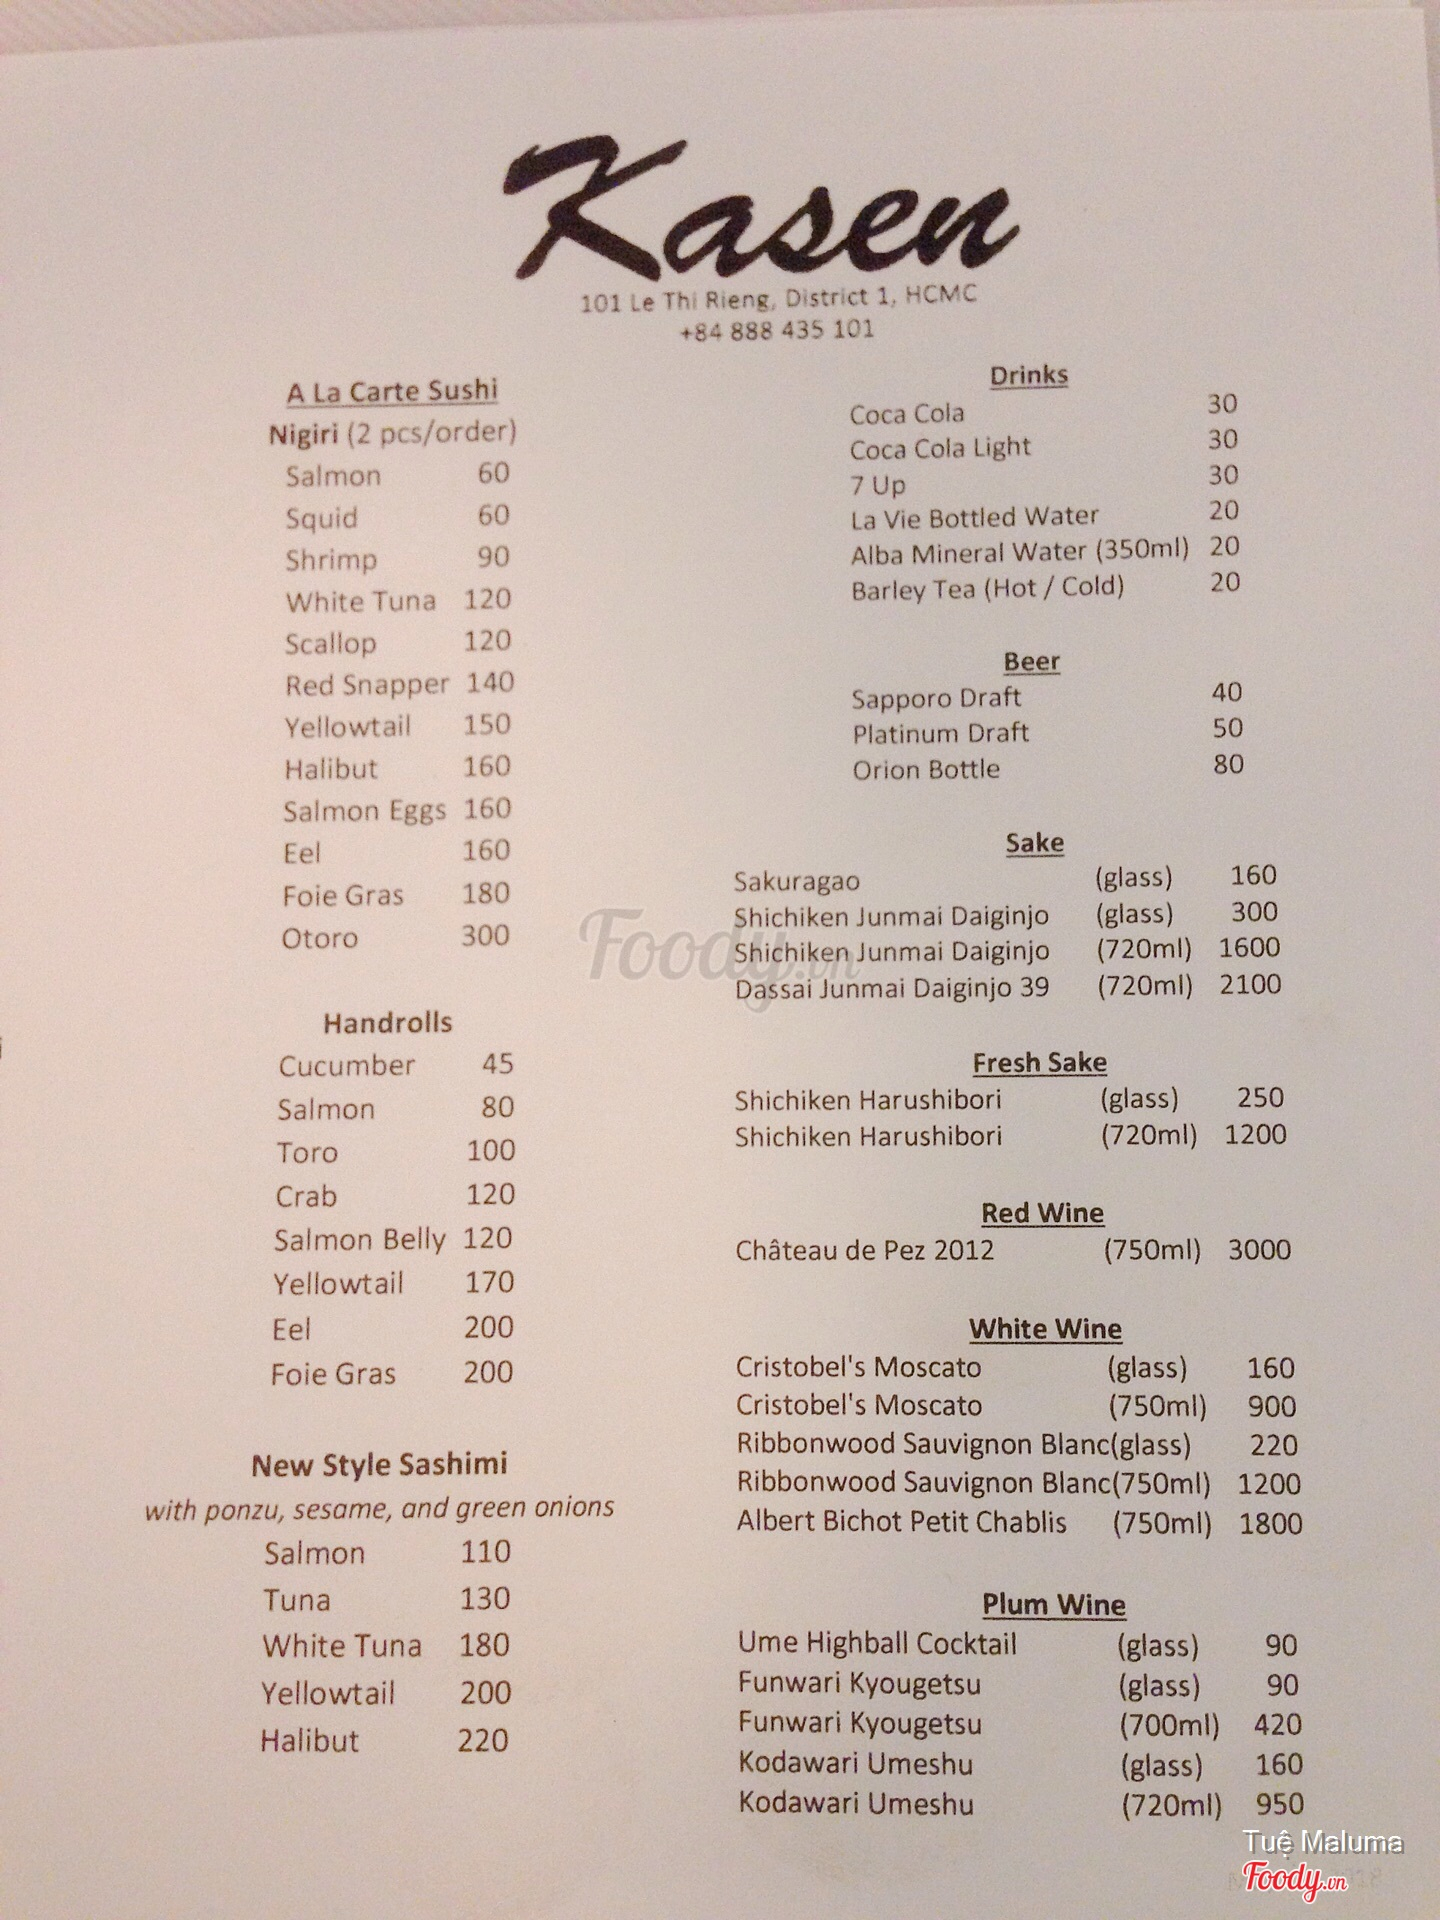 Kasen
101 Le Thi Rieng, District 1, HCMC
+84 888 435 101
A La Carte Sushi
Nigiri (2 pcs/order)
Salmon 60
Squid 60
Shrimp 90
White Tuna 120
Scallop 120
Red Snapper 140
Yellowtail 150
Halibut 160
Salmon Eggs 160
Eel 160
Foie Gras 180
Otoro 300
Handrolls
Cucumber 45
Salmon 80
Toro 100
Crab 120
Salmon Belly 120
Yellowtail 170
Eel 200
Foie Gras 200
New Style Sashimi
with ponzu, sesame, and green onions
Salmon 110
Tuna 130
White Tuna 180
Yellowtail 200
Halibut 220
Drinks
Coca Cola 30
Coca Cola Light 30
7 Up 30
La Vie Bottled Water 20
Alba Mineral Water (350ml) 20
Barley Tea (Hot / Cold) 20
Beer
Sapporo Draft 40
Platinum Draft 50
Orion Bottle 80
Sake
Sakuragao (glass) 160
Shichiken Junmai Daiginjo (glass) 300
Shichiken Junmai Daiginjo (720ml) 1600
Dassai Junmai Daiginjo 39 (720ml) 2100
Fresh Sake
Shichiken Harushibori (glass) 250
Shichiken Harushibori (720ml) 1200
Red Wine
Château de Pez 2012 (750ml) 3000
White Wine
Cristobel's Moscato (glass) 160
Cristobel's Moscato (750ml) 900
Ribbonwood Sauvignon Blanc(glass) 220
Ribbonwood Sauvignon Blanc(750ml) 1200
Albert Bichot Petit Chablis (750ml) 1800
Plum Wine
Ume Highball Cocktail (glass) 90
Funwari Kyougetsu (glass) 90
Funwari Kyougetsu (700ml) 420
Kodawari Umeshu (glass) 160
Kodawari Umeshu (720ml) 950
Foody.vn
Tuệ Maluma
Foody.vn